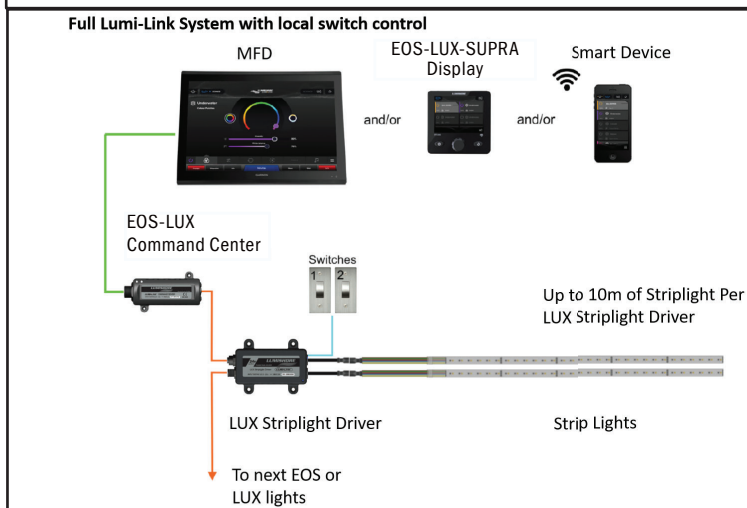 Full Lumi-Link System with local switch control
MFD
EOS-LUX-SUPRA
Display
Smart Device
and/or
and/or
Underwater
EOS-LUX
Command Center
Switches
1 2
Up to 10m of Striplight Per
LUX Striplight Driver
LUMISHORE
LUX Striplight Driver
Strip Lights
To next EOS or
LUX lights